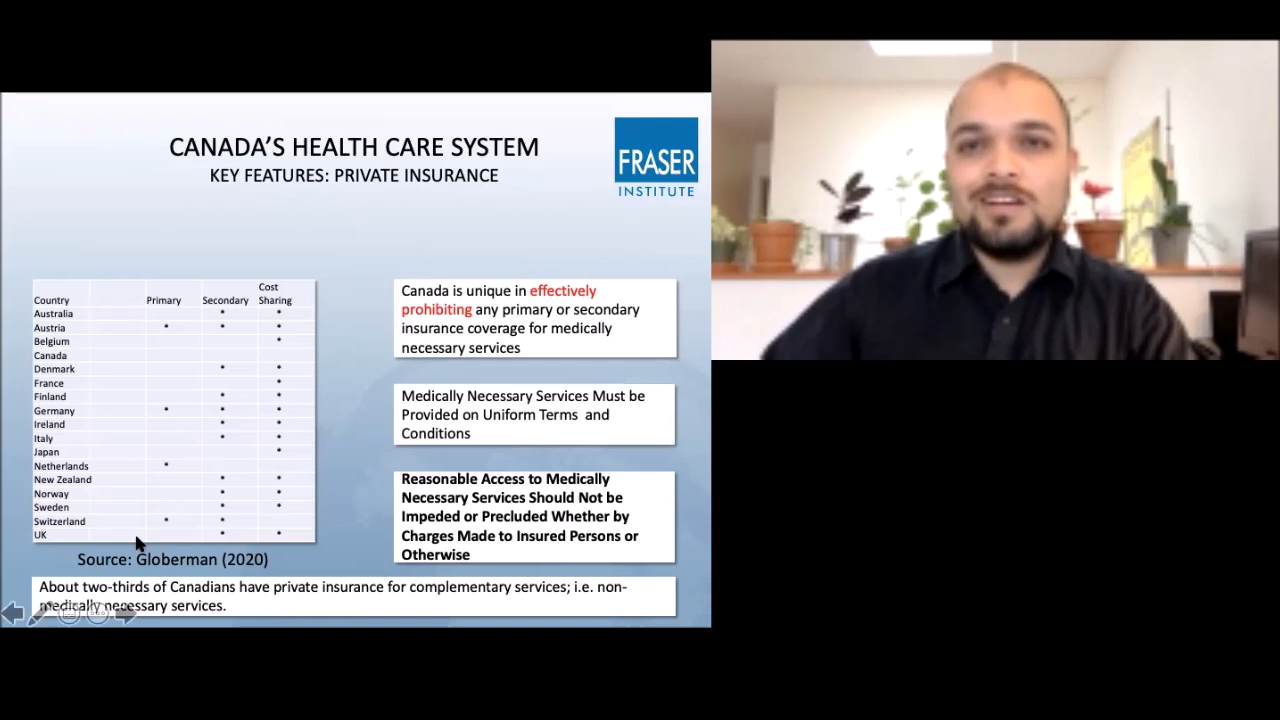 CANADA’S HEALTH CARE SYSTEM
KEY FEATURES: PRIVATE INSURANCE
FRASER
INSTITUTE
Country Primary Secondary Cost Sharing
Australia * *
Austria * * *
Belgium *
Canada
Denmark * *
France *
Finland * *
Germany * * *
Ireland * *
Italy * *
Japan *
Netherlands *
New Zealand * *
Norway * *
Sweden * *
Switzerland * *
UK * *
Source: Globerman (2020)
Canada is unique in effectively
prohibiting any primary or secondary
insurance coverage for medically
necessary services
Medically Necessary Services Must be
Provided on Uniform Terms and
Conditions
Reasonable Access to Medically
Necessary Services Should Not be
Impeded or Precluded Whether by
Charges Made to Insured Persons or
Otherwise
About two-thirds of Canadians have private insurance for complementary services; i.e. non-
medically necessary services.